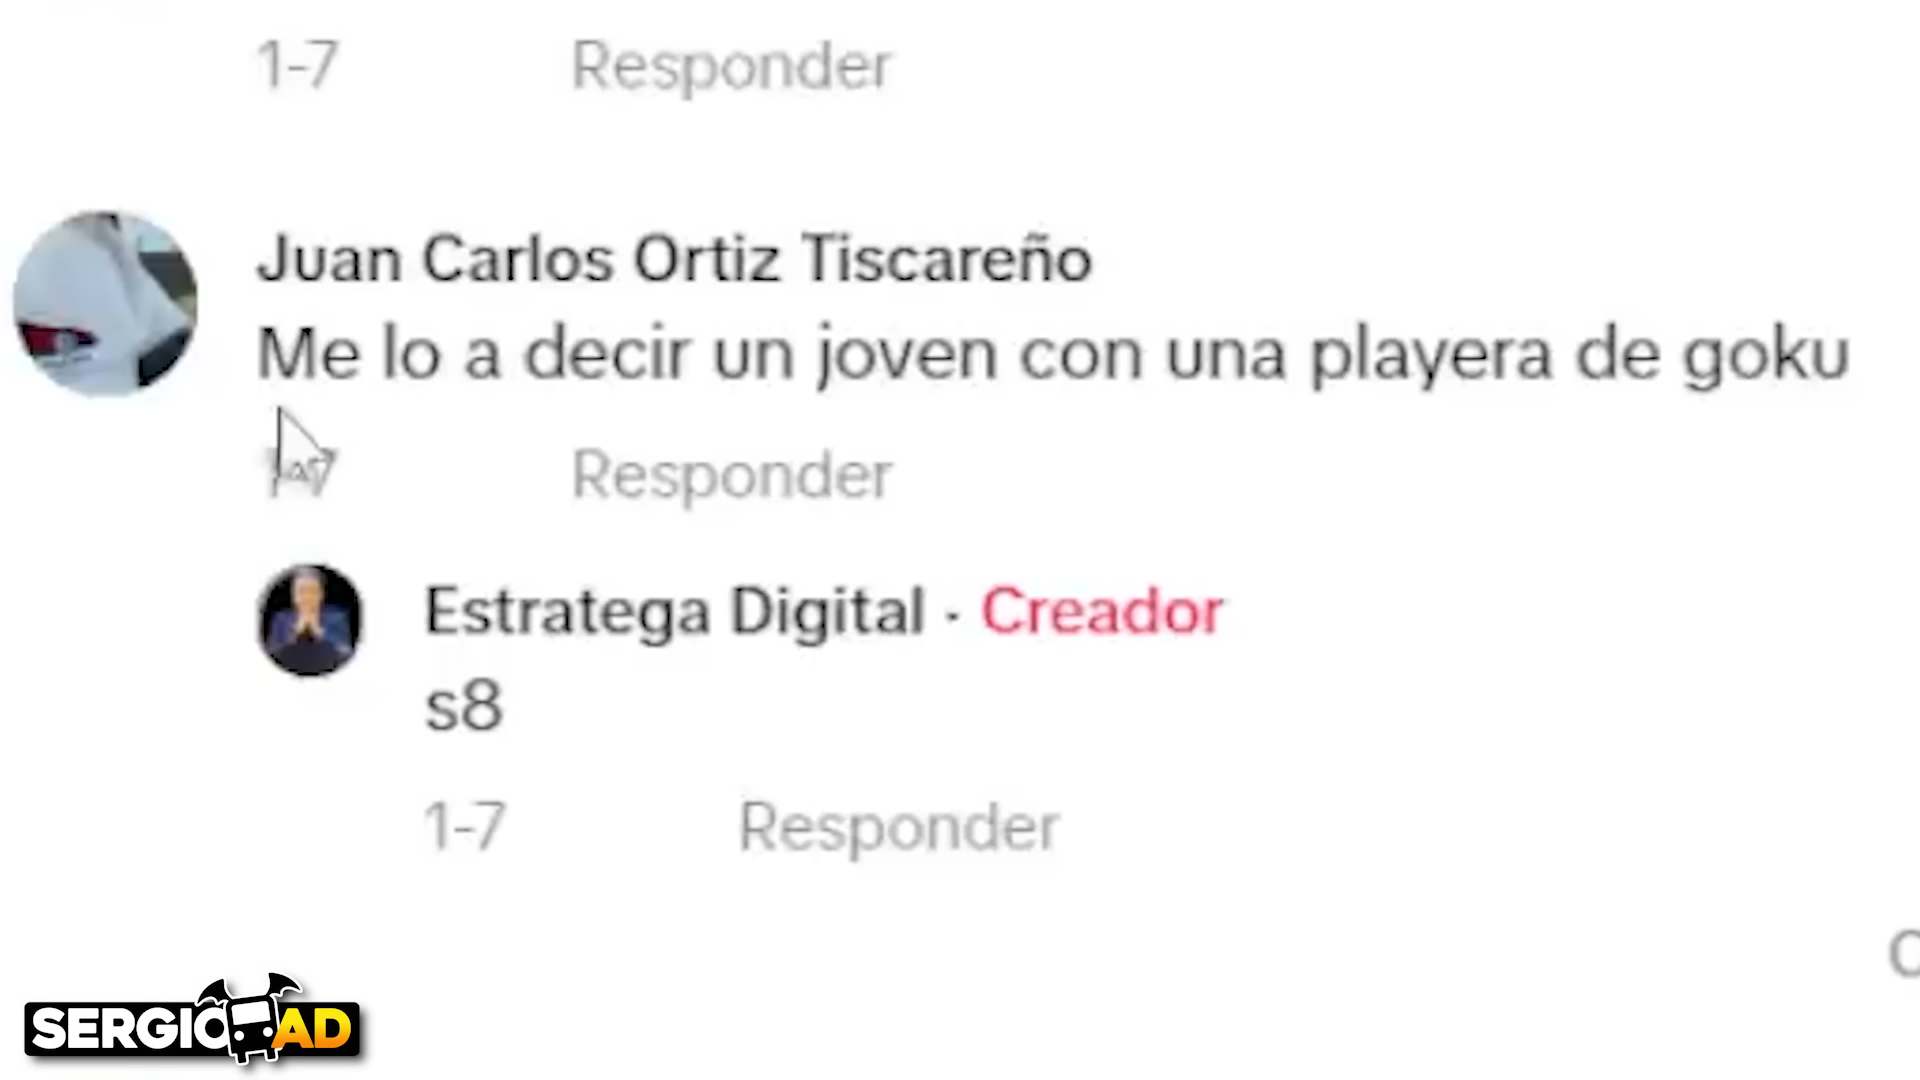 1-7 Responder
Juan Carlos Ortiz Tiscareño
Me lo a decir un joven con una playera de goku
Responder
Estratega Digital · Creador
s8
1-7 Responder
SERGIO AD